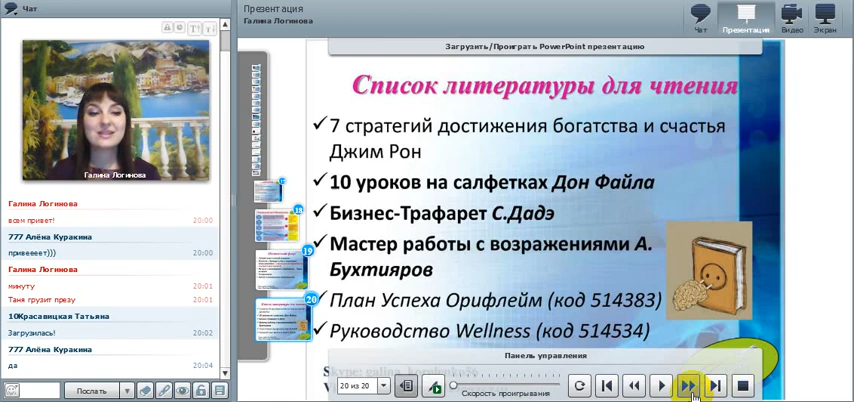 Чат
Галина Логинова
Галина Логинова
всем привет! 20:00
777 Алёна Куракина
привеееет))) 20:00
Галина Логинова
минуту 20:01
Таня грузит презу 20:01
10Красавицкая Татьяна
Загрузилась! 20:02
777 Алёна Куракина
да 20:04
Послать
Презентация
Галина Логинова
Чат
Презентация
Видео
Экран
Загрузить/Проиграть PowerPoint презентацию
18
19
20
Список литературы для чтения
7 стратегий достижения богатства и счастья
Джим Рон
10 уроков на салфетках Дон Файла
Бизнес-Трафарет С.Дадэ
Мастер работы с возражениями А.
Бухтияров
План Успеха Орифлейм (код 514383)
Руководство Wellness (код 514534)
Панель управления
20 из 20
Скорость проигрывания